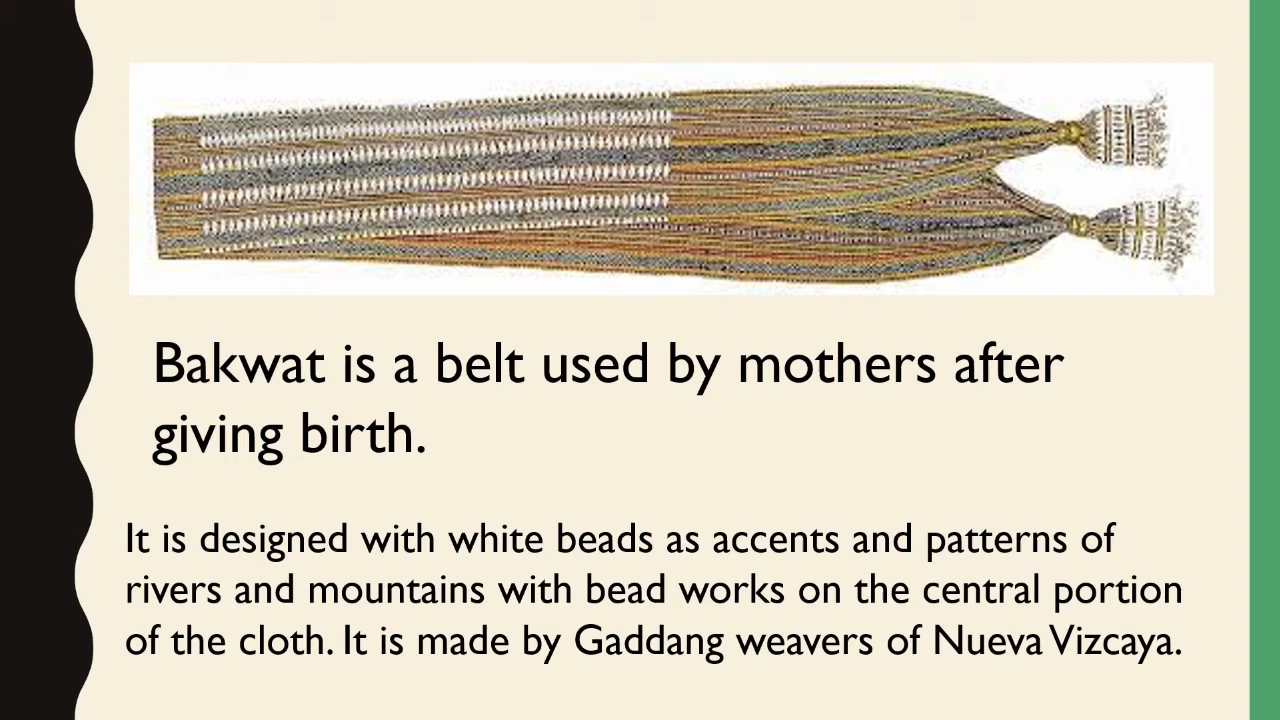 Bakwat is a belt used by mothers after
giving birth.
It is designed with white beads as accents and patterns of
rivers and mountains with bead works on the central portion
of the cloth. It is made by Gaddang weavers of Nueva Vizcaya.